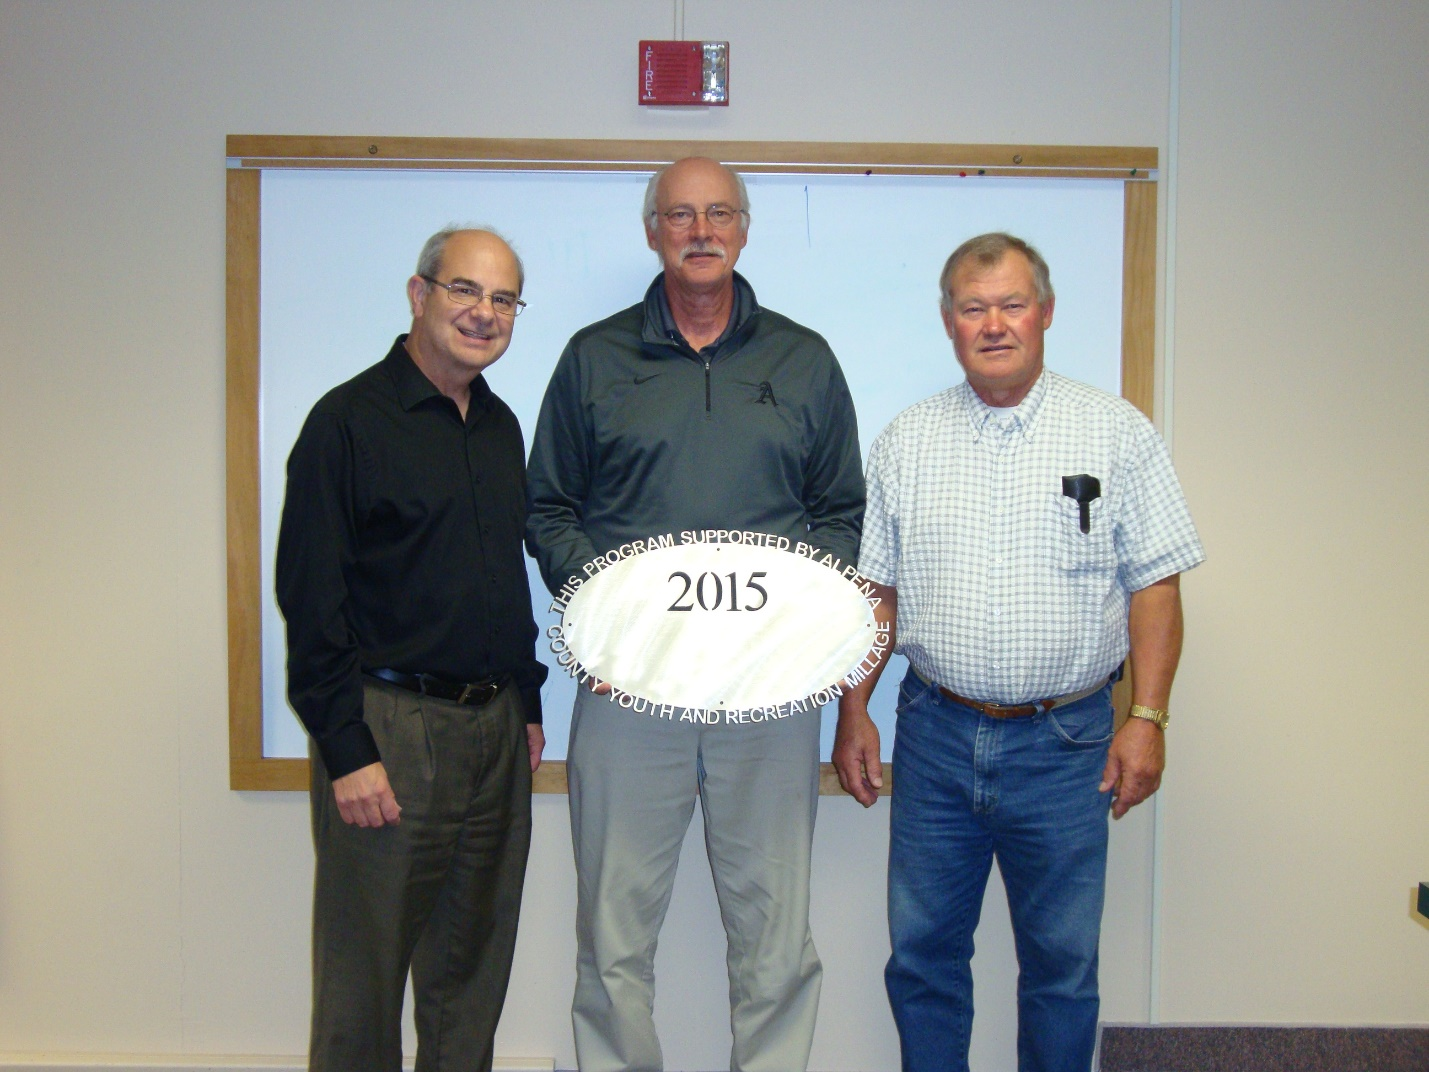 FIRE
A
THIS PROGRAM SUPPORTED BY ALPENA
2015
COUNTY YOUTH AND RECREATION MILLAGE